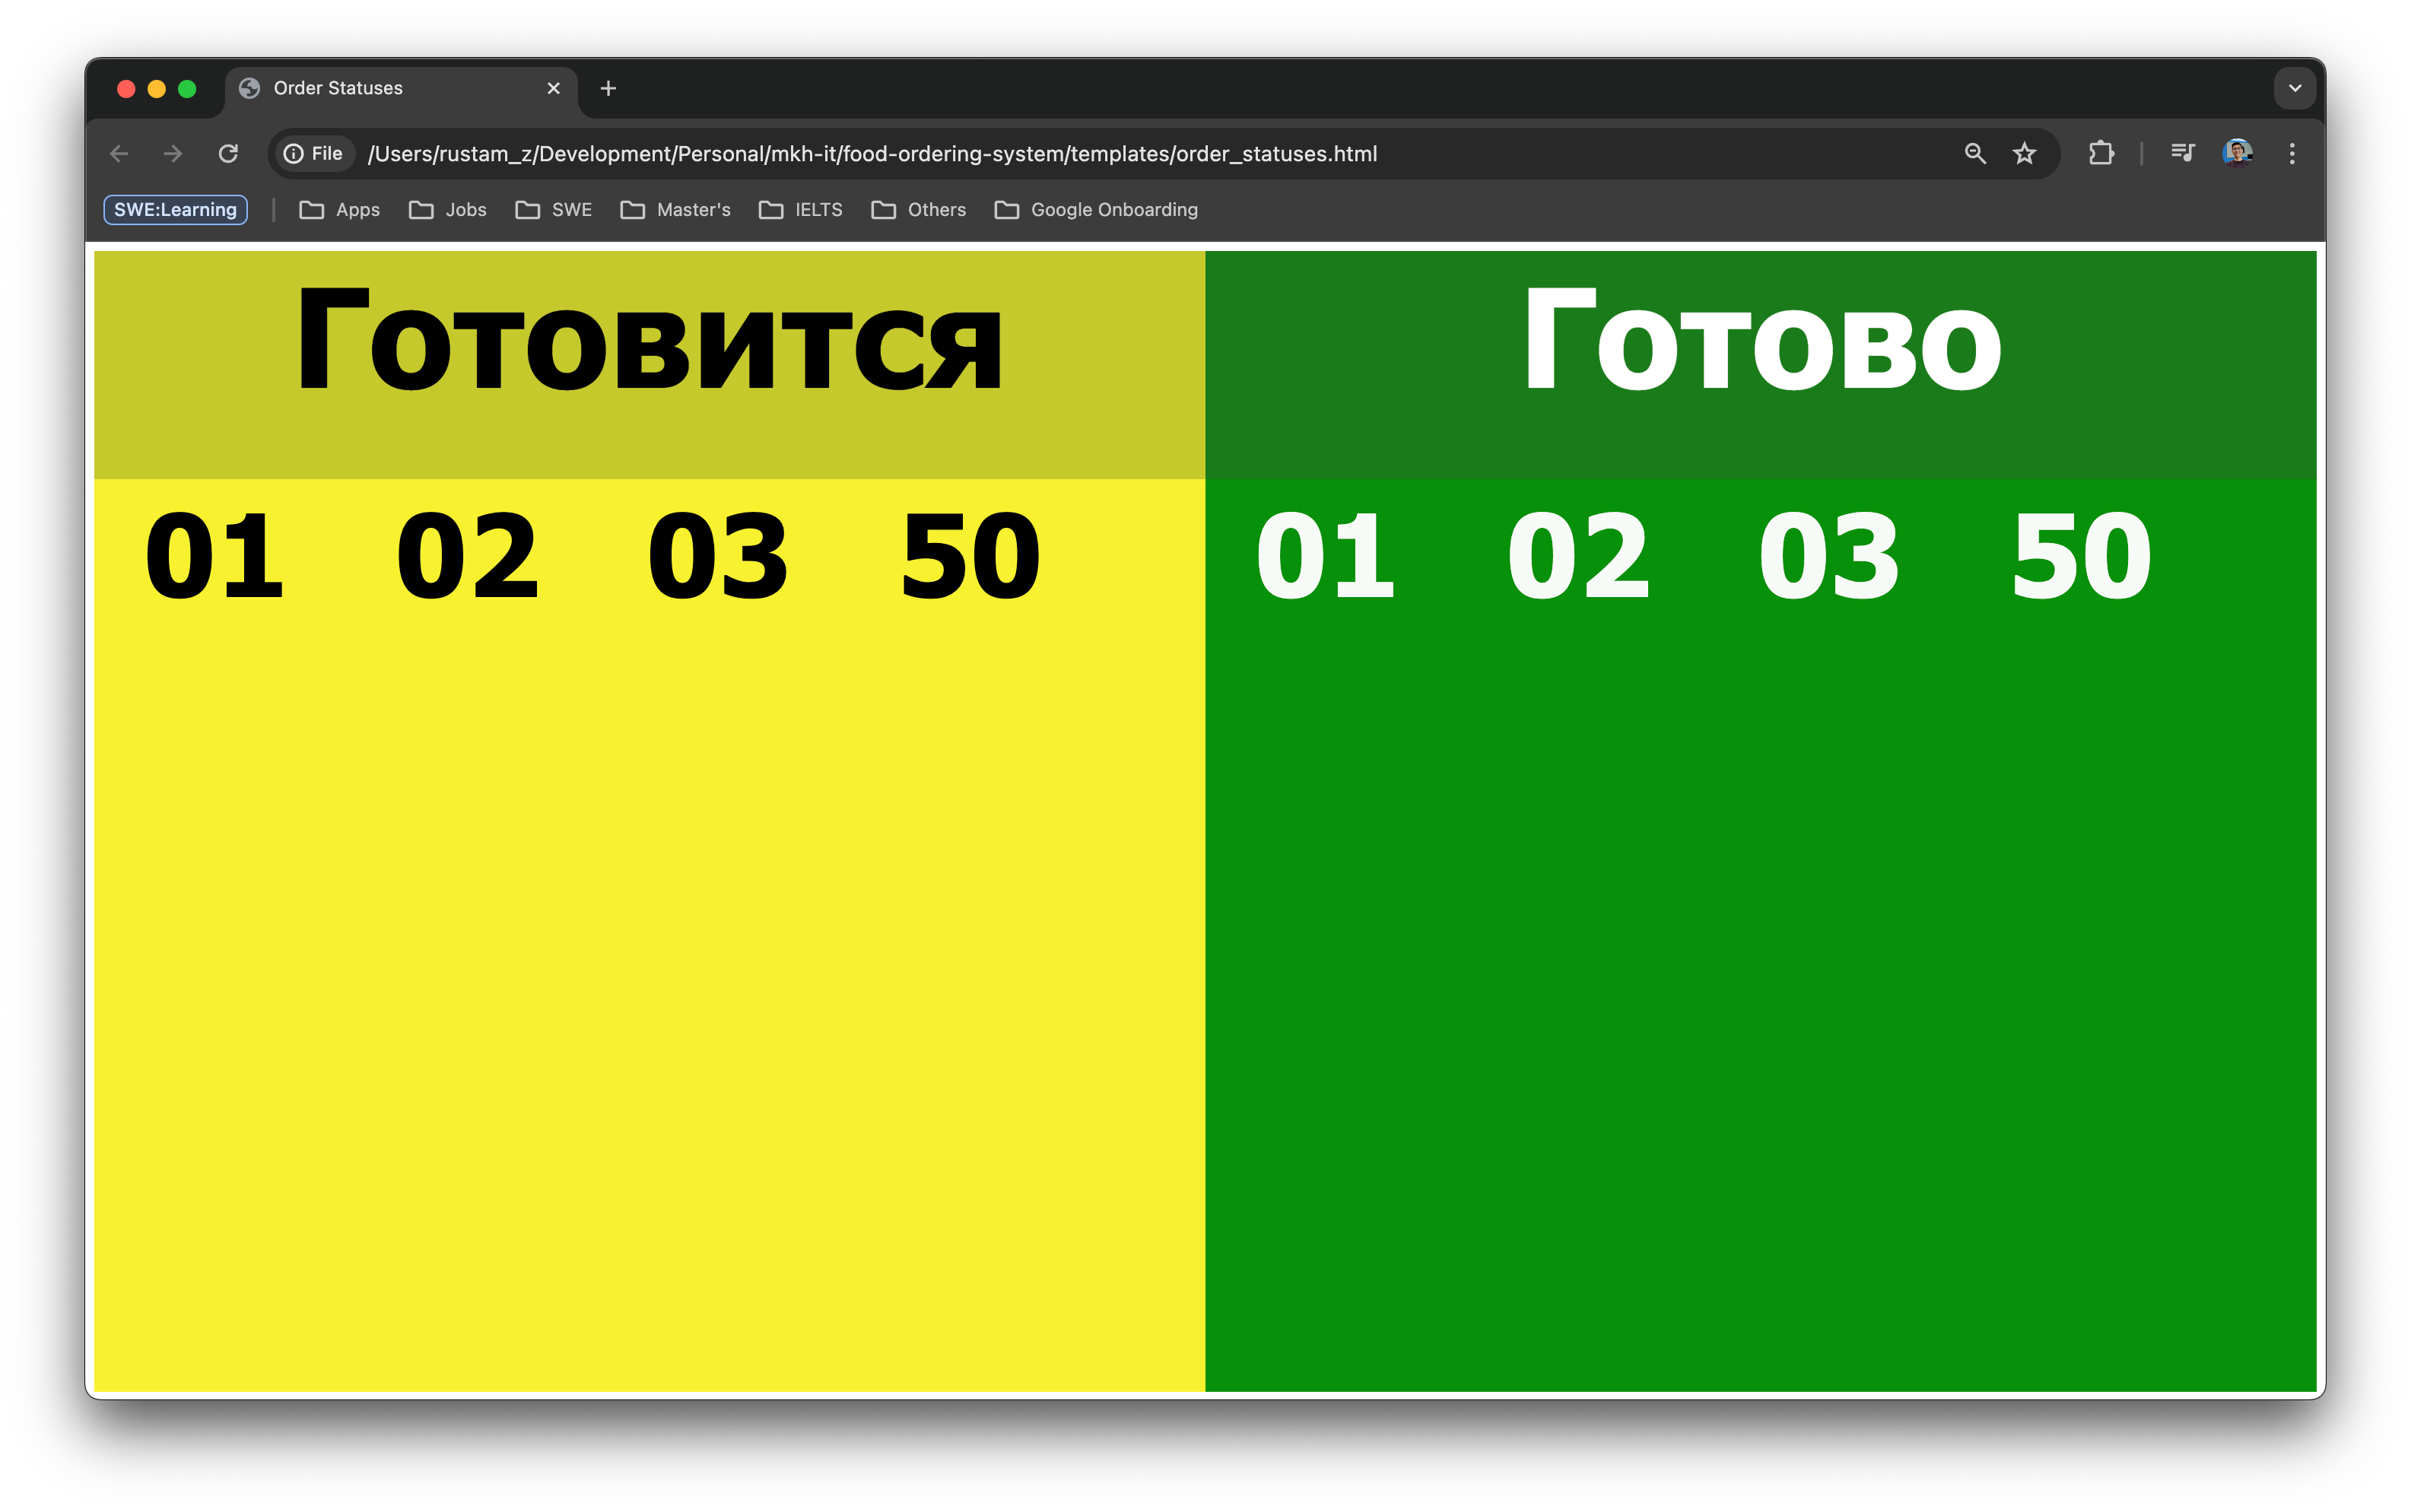 Order Statuses
File /Users/rustam_z/Development/Personal/mkh-it/food-ordering-system/templates/order_statuses.html
SWE:Learning Apps Jobs SWE Master's IELTS Others Google Onboarding
Готовится
01 02 03 50
Готово
01 02 03 50